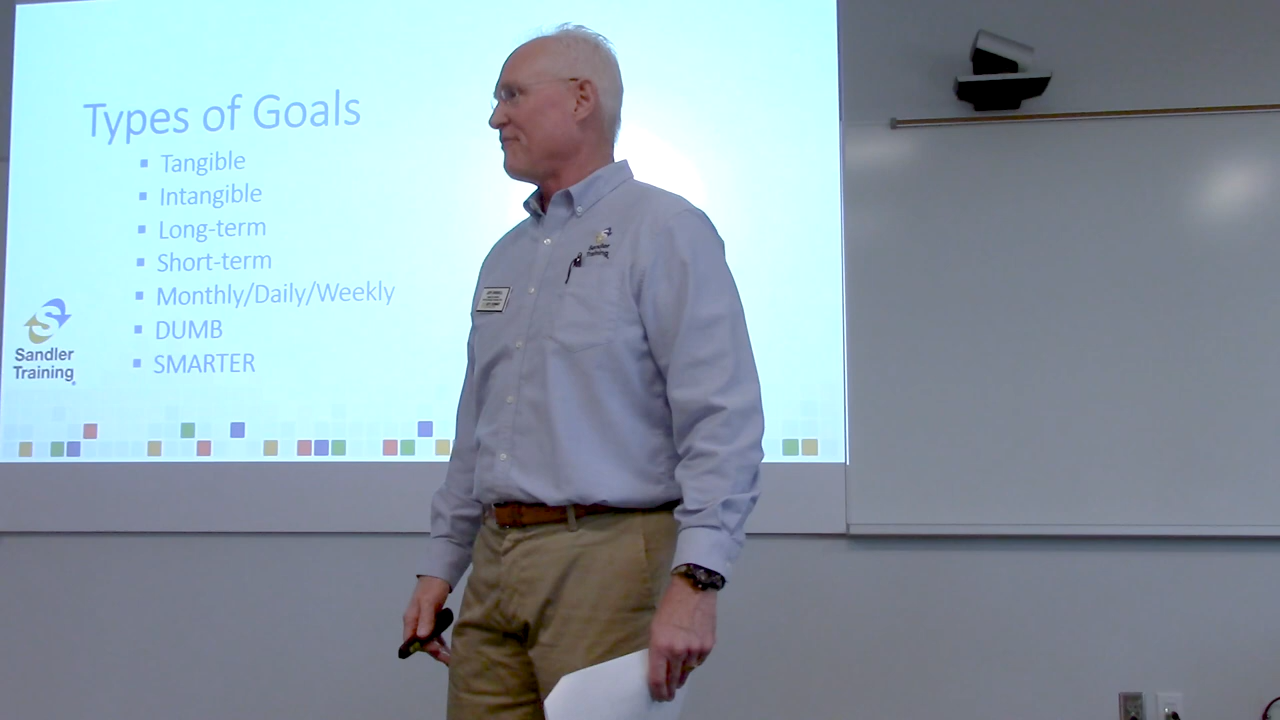 Types of Goals
Tangible
Intangible
Long-term
Short-term
Monthly/Daily/Weekly
DUMB
SMARTER
Sandler
Training
Sandler
Training